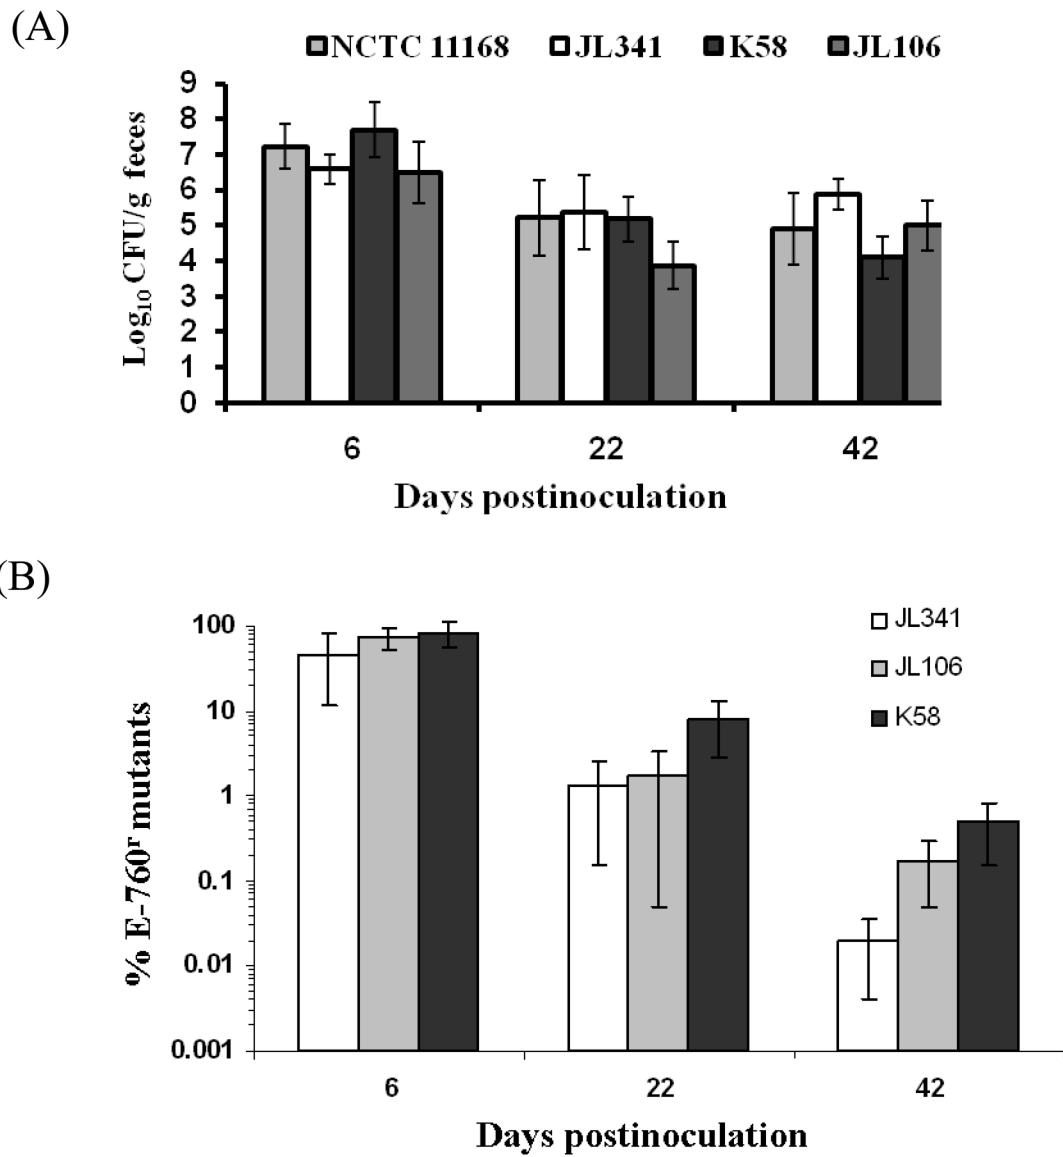 (A)
NCTC 11168 JL341 K58 JL106
Log₁₀ CFU/g feces
9
8
7
6
5
4
3
2
1
0
6 22 42
Days postinoculation
(B)
JL341
JL106
K58
% E-760ʳ mutants
100
10
1
0.1
0.01
0.001
6 22 42
Days postinoculation